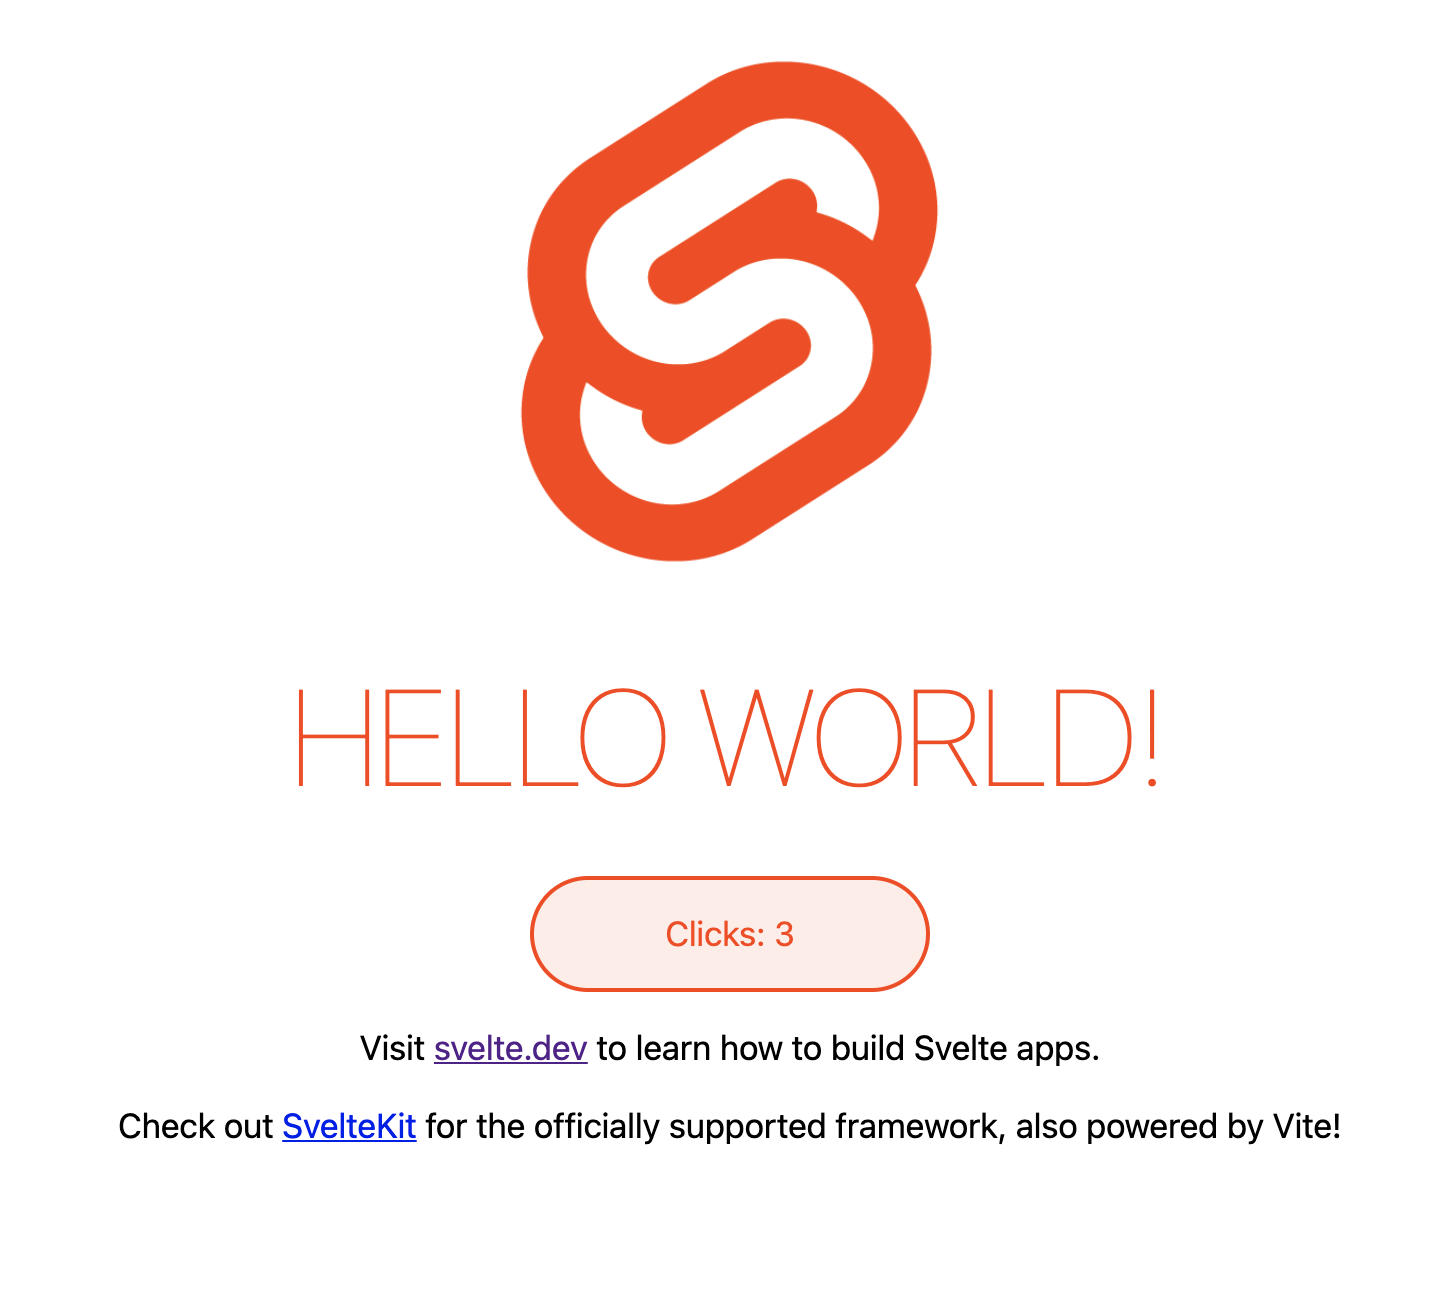 HELLO WORLD!
Clicks: 3
Visit svelte.dev to learn how to build Svelte apps.
Check out SvelteKit for the officially supported framework, also powered by Vite!